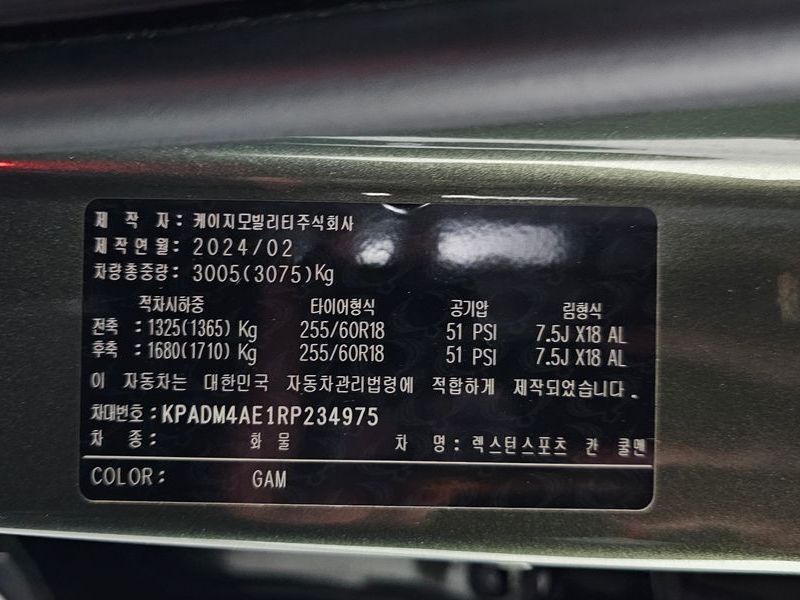 제 작 자: 케이지모빌리티주식회사
제작연월: 2024/02
차량총중량: 3005(3075)Kg
적차시하중 타이어형식 공기압 림형식
전축 : 1325(1365) Kg 255/60R18 51 PSI 7.5J X18 AL
후축 : 1680(1710) Kg 255/60R18 51 PSI 7.5J X18 AL
이 자동차는 대한민국 자동차관리법령에 적합하게 제작되었습니다.
차대번호: KPADM4AE1RP234975
차 종: 화 물 차 명: 렉스턴스포츠 칸 쿨멘
COLOR: GAM